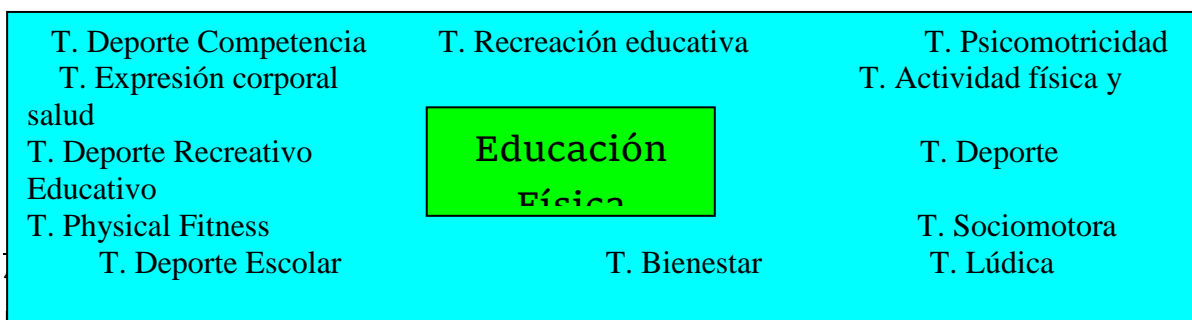 T. Deporte Competencia T. Recreación educativa T. Psicomotricidad
T. Expresión corporal T. Actividad física y
salud
T. Deporte Recreativo Educación T. Deporte
Educativo Física
T. Physical Fitness T. Sociomotora
T. Deporte Escolar T. Bienestar T. Lúdica